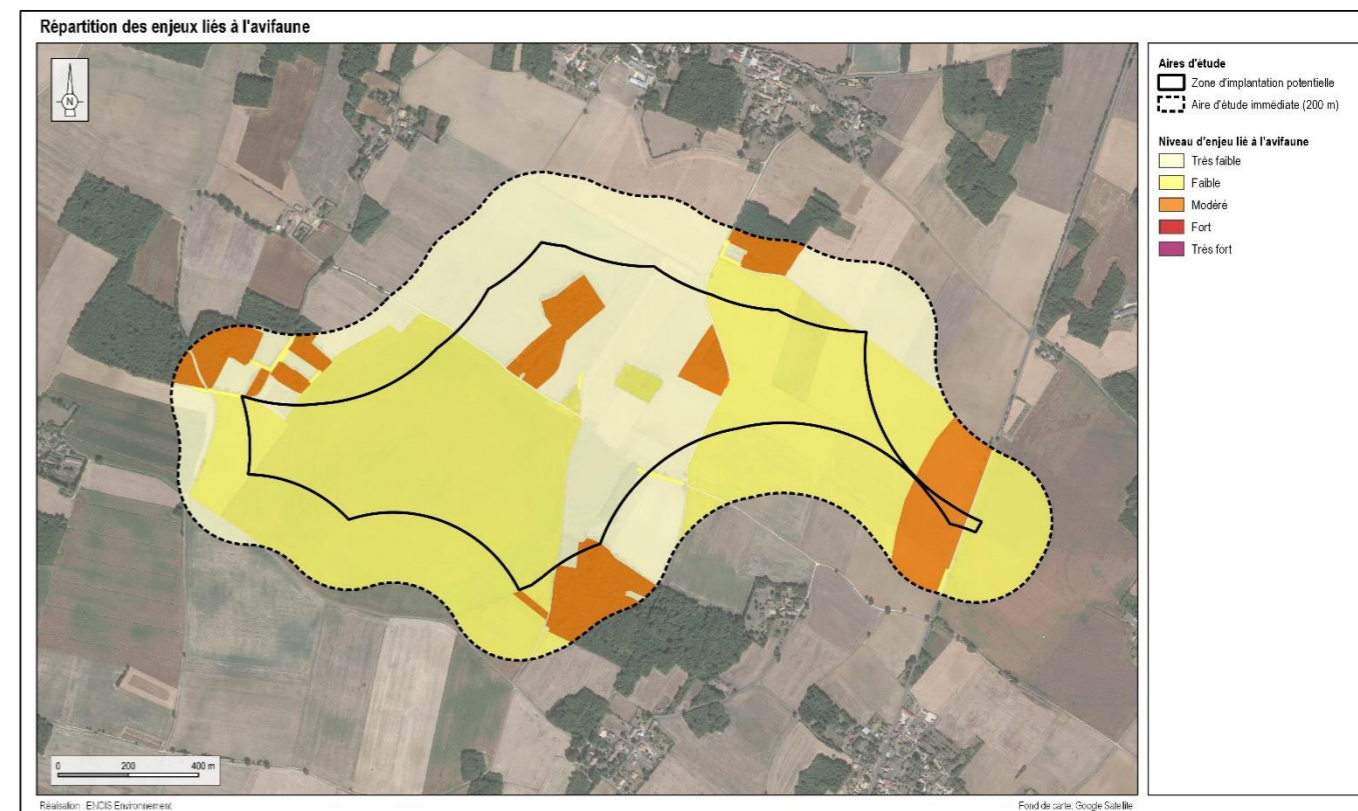 Répartition des enjeux liés à l'avifaune
N
Aires d'étude
Zone d'implantation potentielle
Aire d'étude immédiate (200 m)
Niveau d'enjeu lié à l'avifaune
Très faible
Faible
Modéré
Fort
Très fort
0 200 400 m
Réalisation : ENCIS Environnement
Fond de carte: Google Satellite